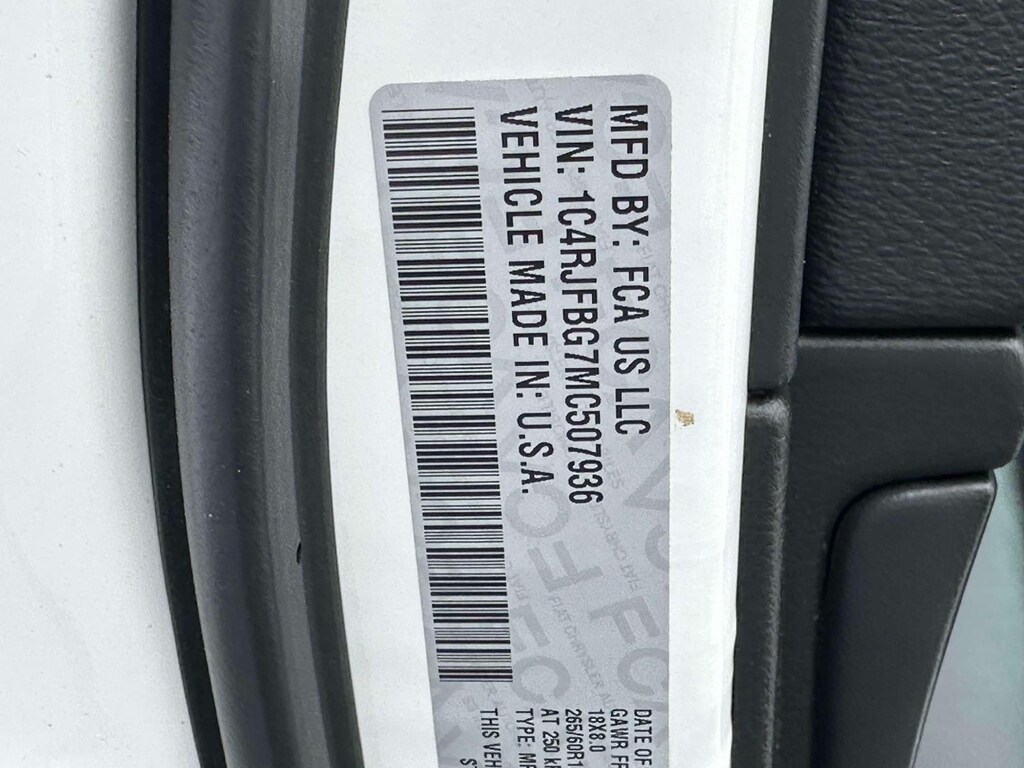 MFD BY: FCA US LLC
VIN: 1C4RJFBG7MC507936
VEHICLE MADE IN: U.S.A.
DATE OF
GAWR FR
18X8.0
265/60R1
AT 250 k
TYPE: MP
THIS VEH